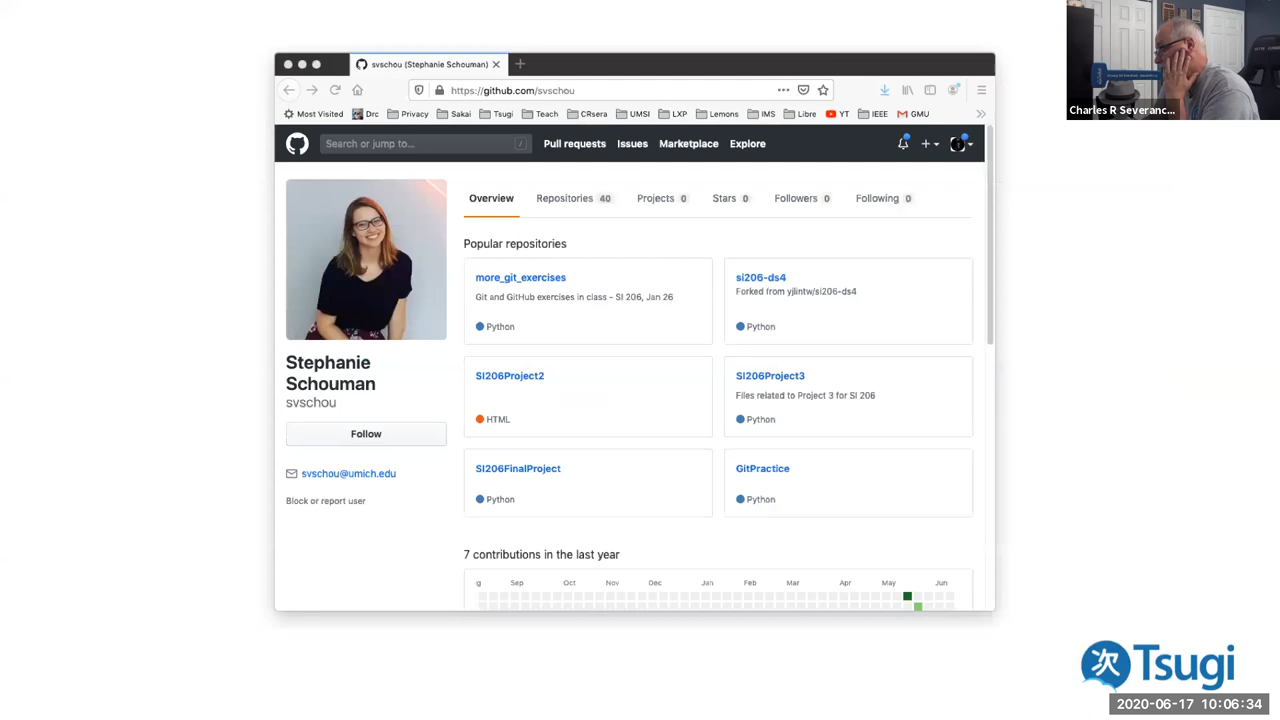 svschou (Stephanie Schouman)
https://github.com/svschou
Most Visited Drc Privacy Sakai Tsugi Teach CRsera UMSI LXP Lemons IMS Libre YT IEEE GMU
Search or jump to... /
Pull requests Issues Marketplace Explore
Overview Repositories 40 Projects 0 Stars 0 Followers 0 Following 0
Stephanie
Schouman
svschou
Follow
svschou@umich.edu
Block or report user
Popular repositories
more_git_exercises
Git and GitHub exercises in class - SI 206, Jan 26
Python
si206-ds4
Forked from yjlintw/si206-ds4
Python
SI206Project2
HTML
SI206Project3
Files related to Project 3 for SI 206
Python
SI206FinalProject
Python
GitPractice
Python
7 contributions in the last year
g Sep Oct Nov Dec Jan Feb Mar Apr May Jun
Charles R Severanc...
次 Tsugi
2020-06-17 10:06:34